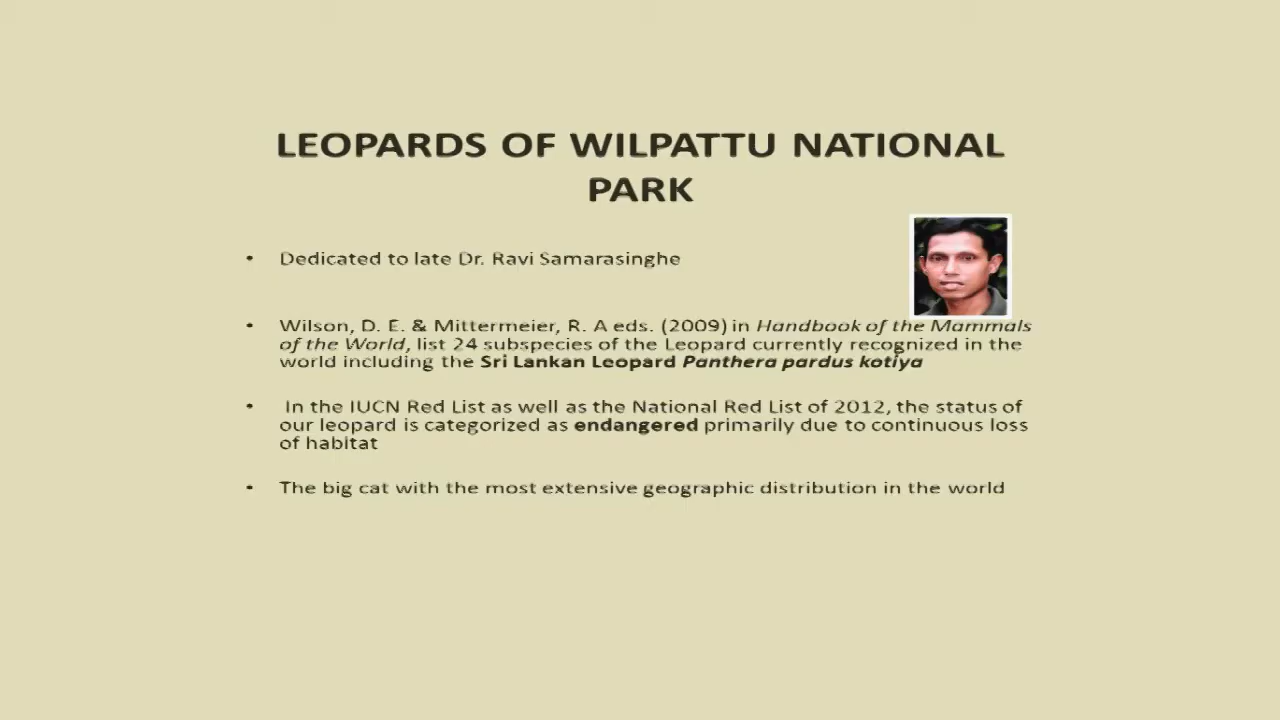 LEOPARDS OF WILPATTU NATIONAL
PARK
• Dedicated to late Dr. Ravi Samarasinghe
• Wilson, D. E. & Mittermeier, R. A eds. (2009) in Handbook of the Mammals
of the World, list 24 subspecies of the Leopard currently recognized in the
world including the Sri Lankan Leopard Panthera pardus kotiya
• In the IUCN Red List as well as the National Red List of 2012, the status of
our leopard is categorized as endangered primarily due to continuous loss
of habitat
• The big cat with the most extensive geographic distribution in the world